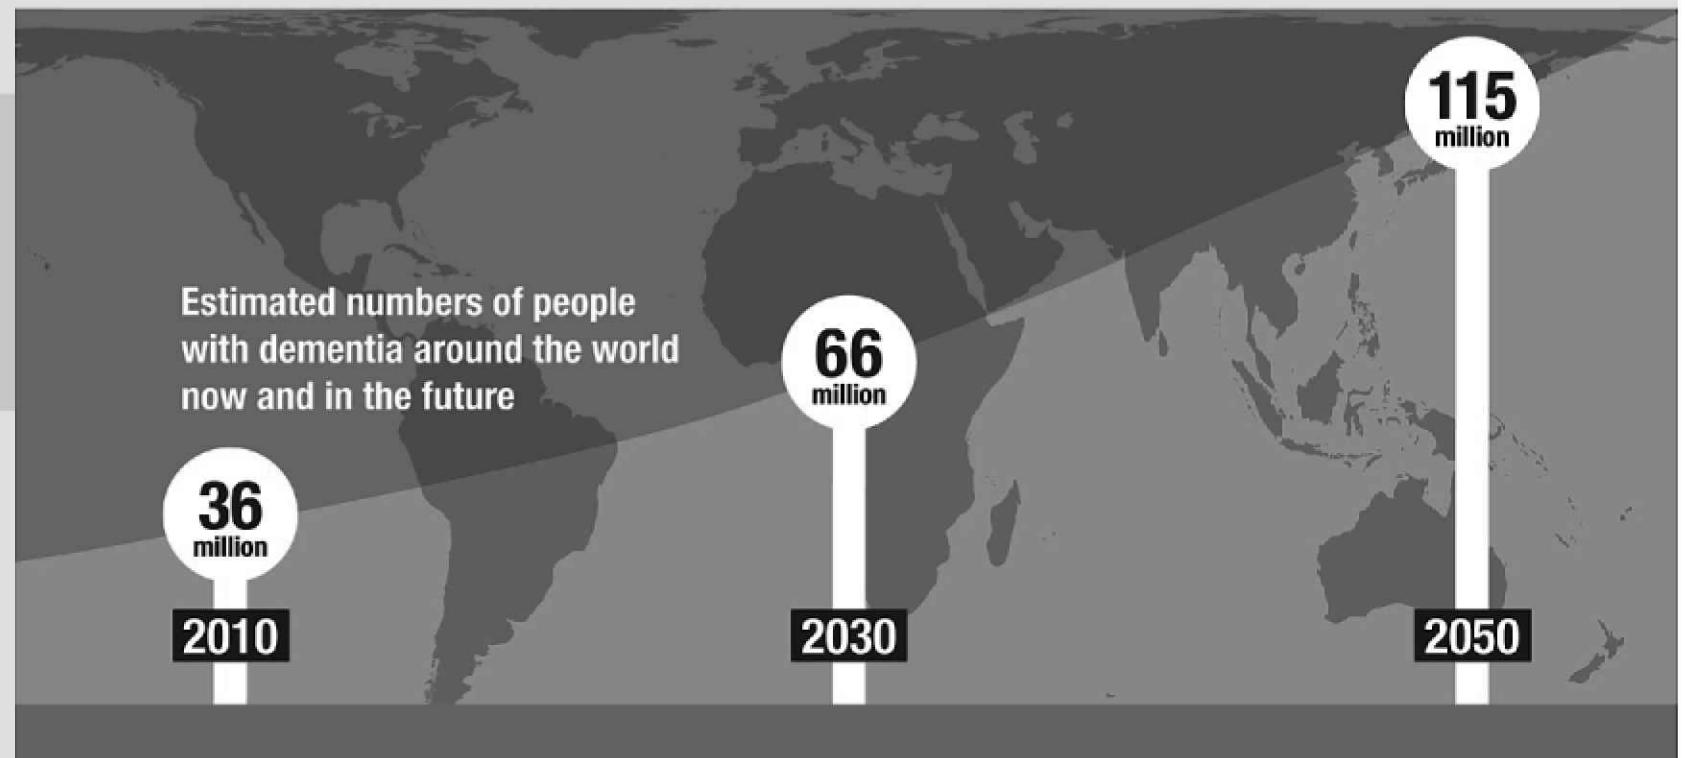 Estimated numbers of people
with dementia around the world
now and in the future
36
million
2010
66
million
2030
115
million
2050